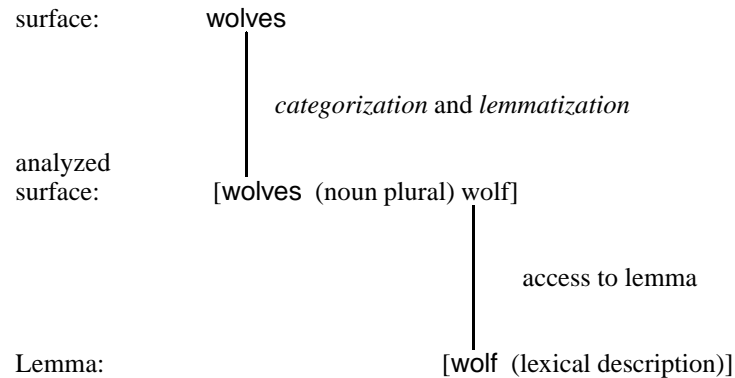 surface: wolves
categorization and lemmatization
analyzed
surface: [wolves (noun plural) wolf]
access to lemma
Lemma: [wolf (lexical description)]